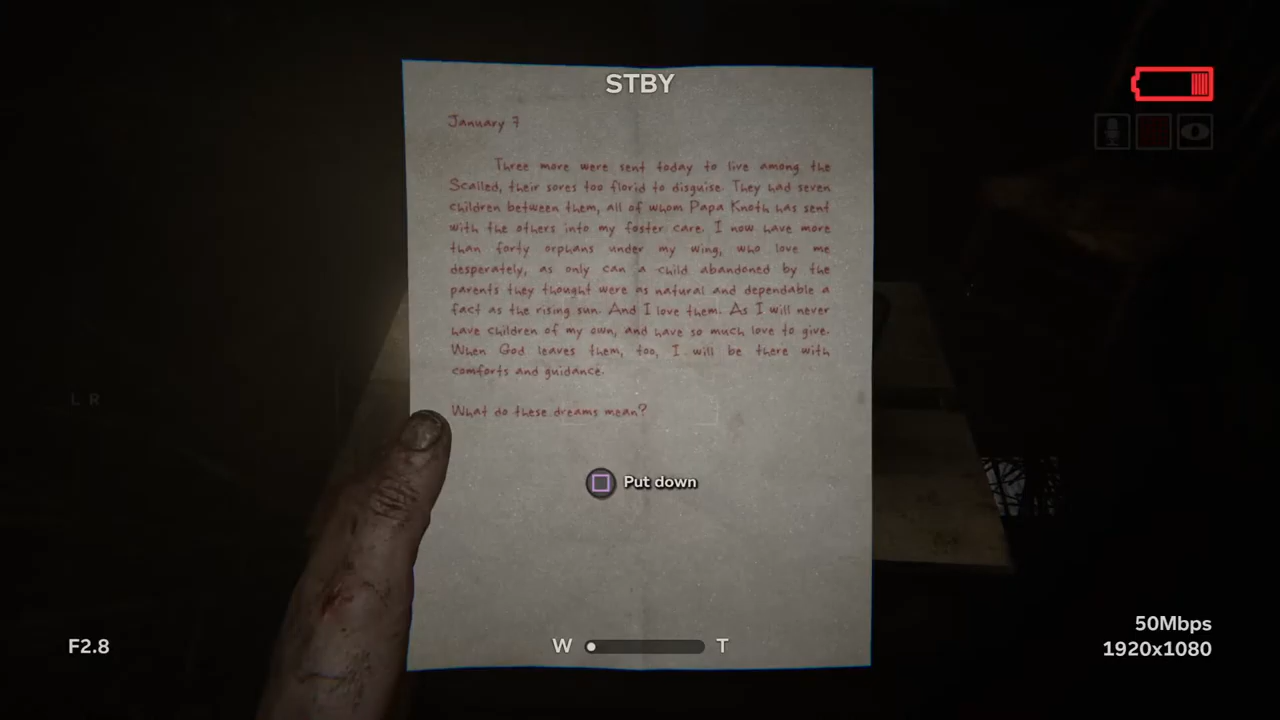 STBY
January 7
Three more were sent today to live among the
Scalled, their sores too florid to disguise. They had seven
children between them, all of whom Papa Knoth has sent
with the others into my foster care. I now have more
than forty orphans under my wing, who love me
desperately, as only can a child abandoned by the
parents they thought were as natural and dependable a
fact as the rising sun. And I love them. As I will never
have children of my own, and have so much love to give.
When God leaves them, too, I will be there with
comforts and guidance.
What do these dreams mean?
L R
Put down
50Mbps
F2.8
W T
1920x1080